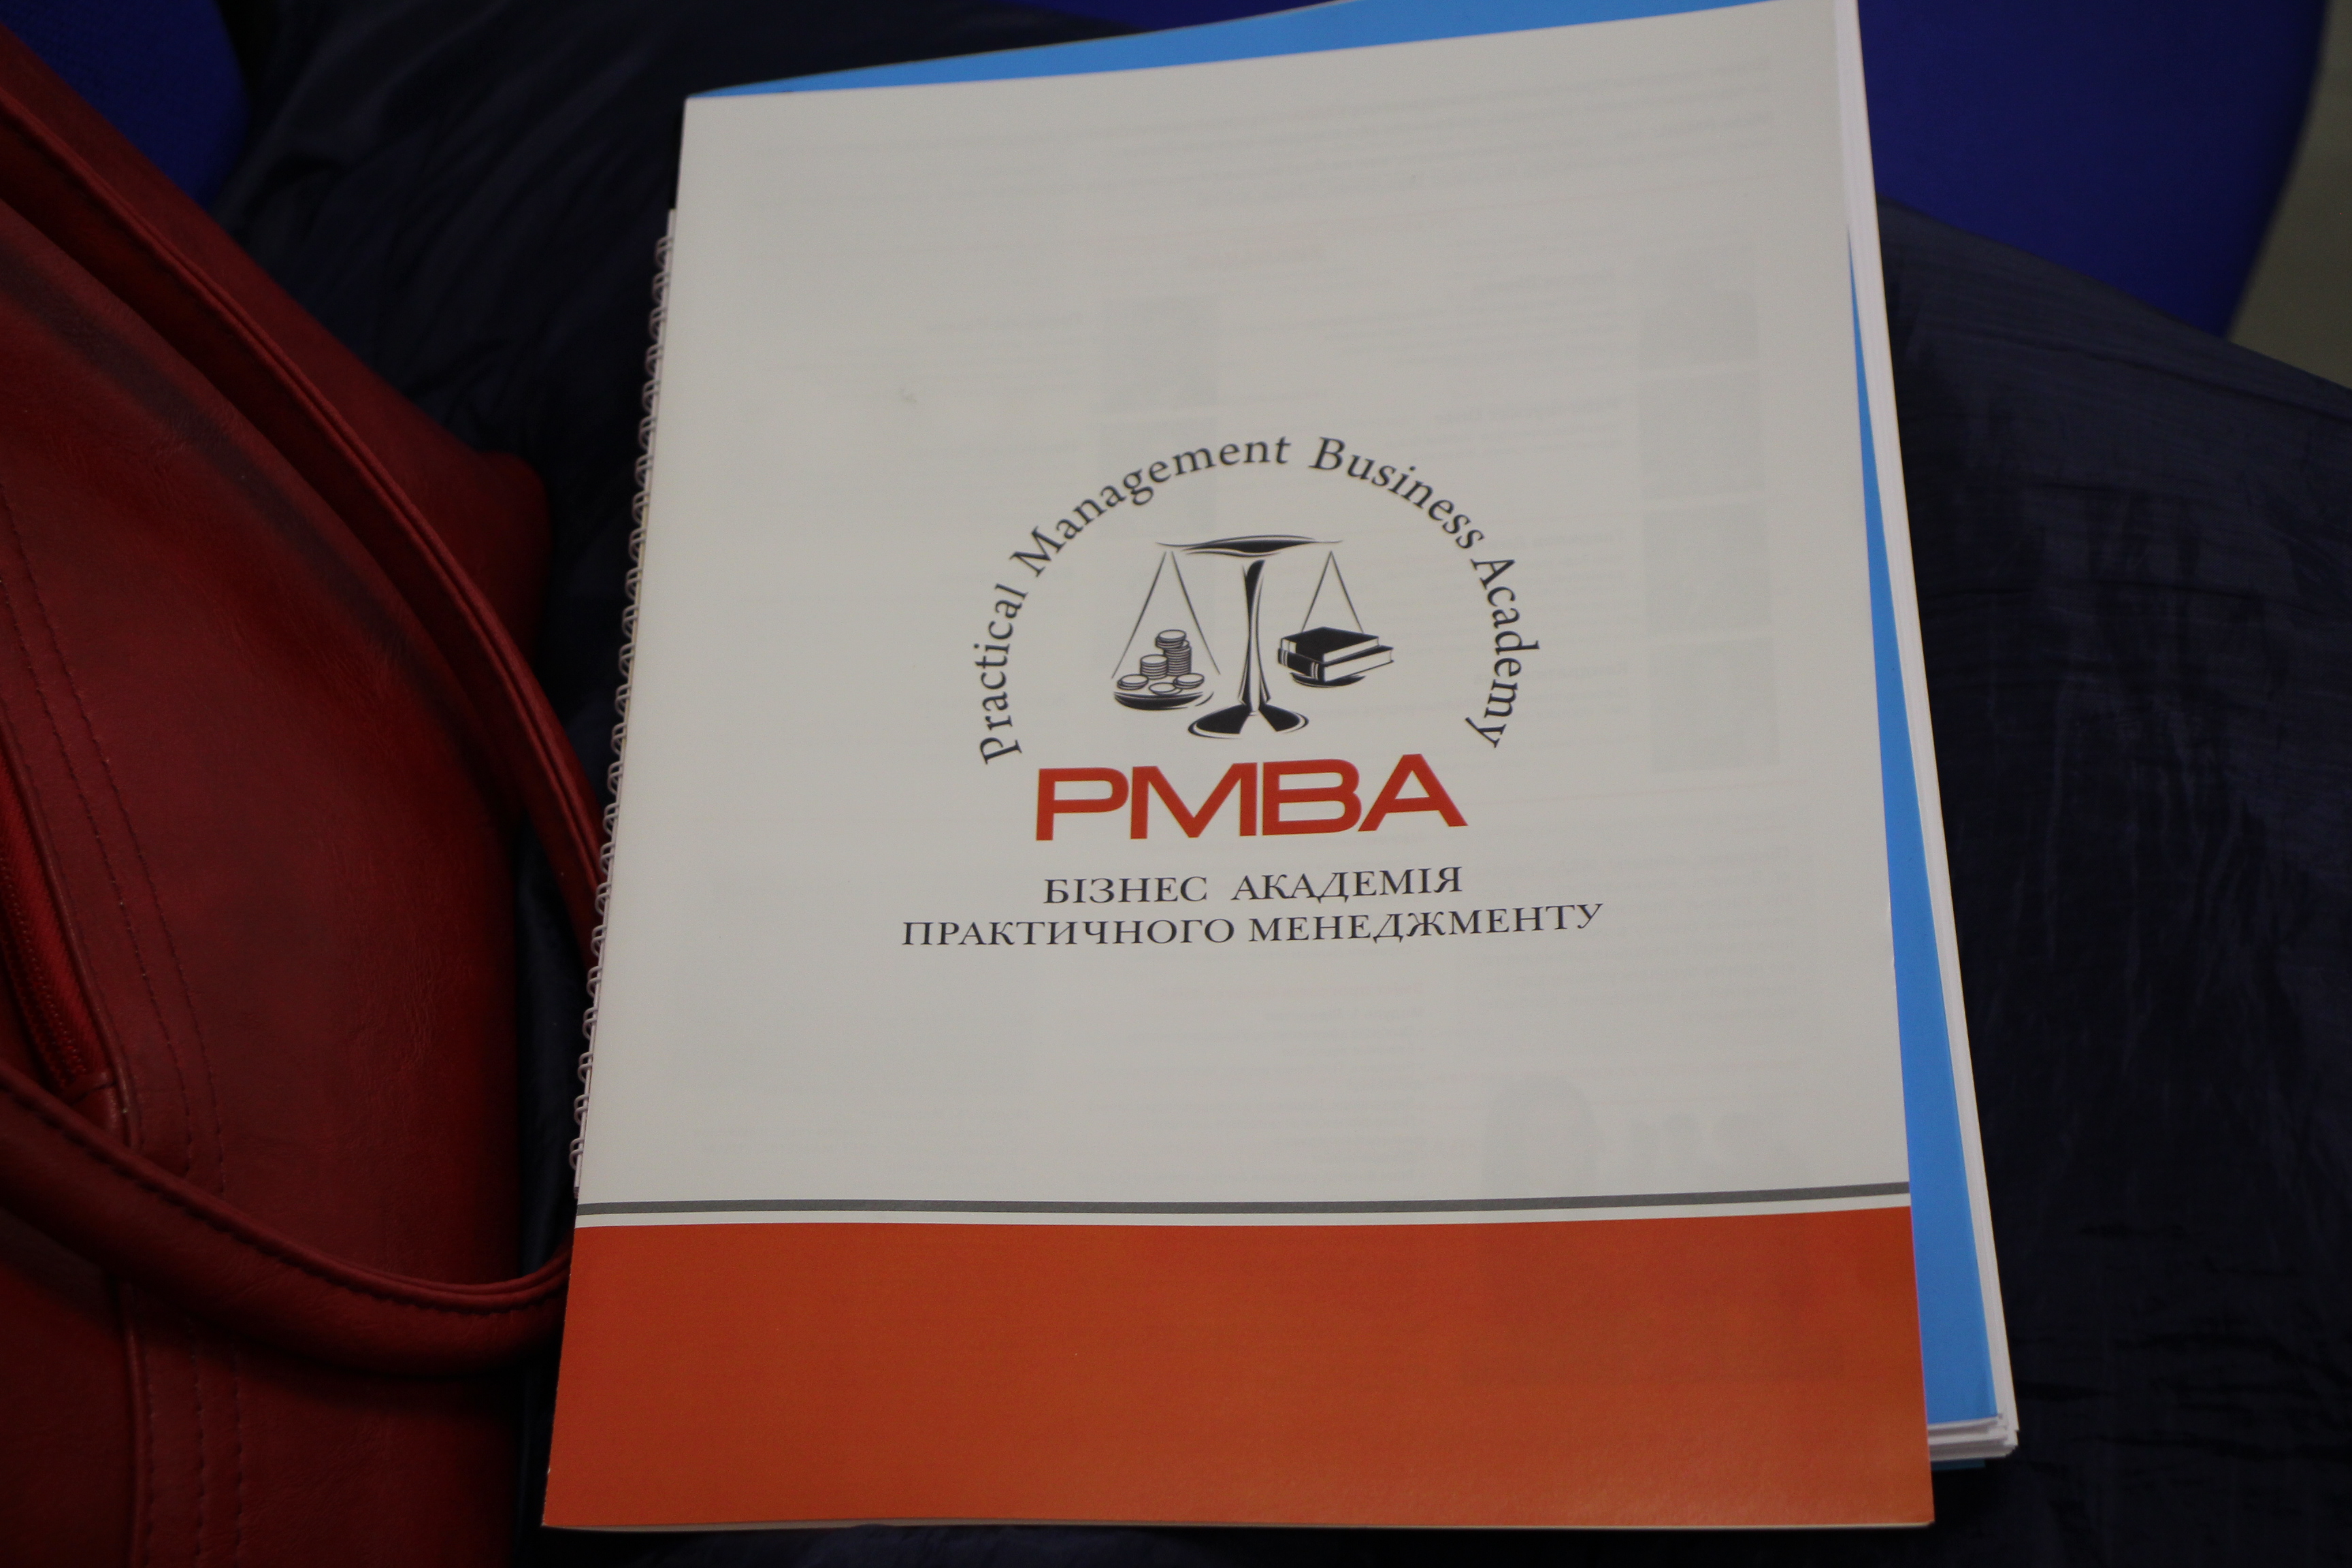 Practical Management Business Academy
PMBA
БІЗНЕС АКАДЕМІЯ
ПРАКТИЧНОГО МЕНЕДЖМЕНТУ